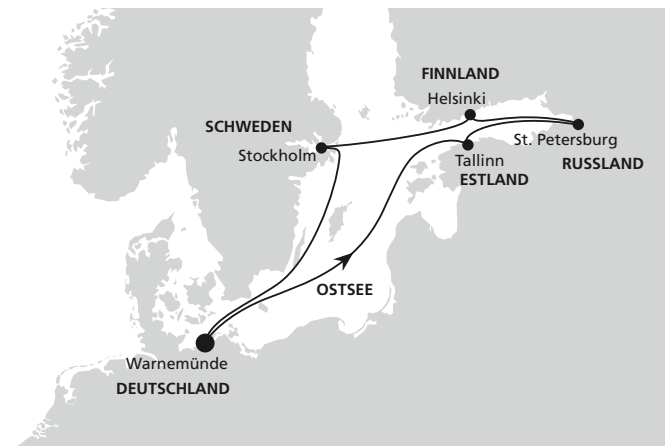 FINNLAND
Helsinki
SCHWEDEN
Stockholm
St. Petersburg
RUSSLAND
Tallinn
ESTLAND
OSTSEE
Warnemünde
DEUTSCHLAND